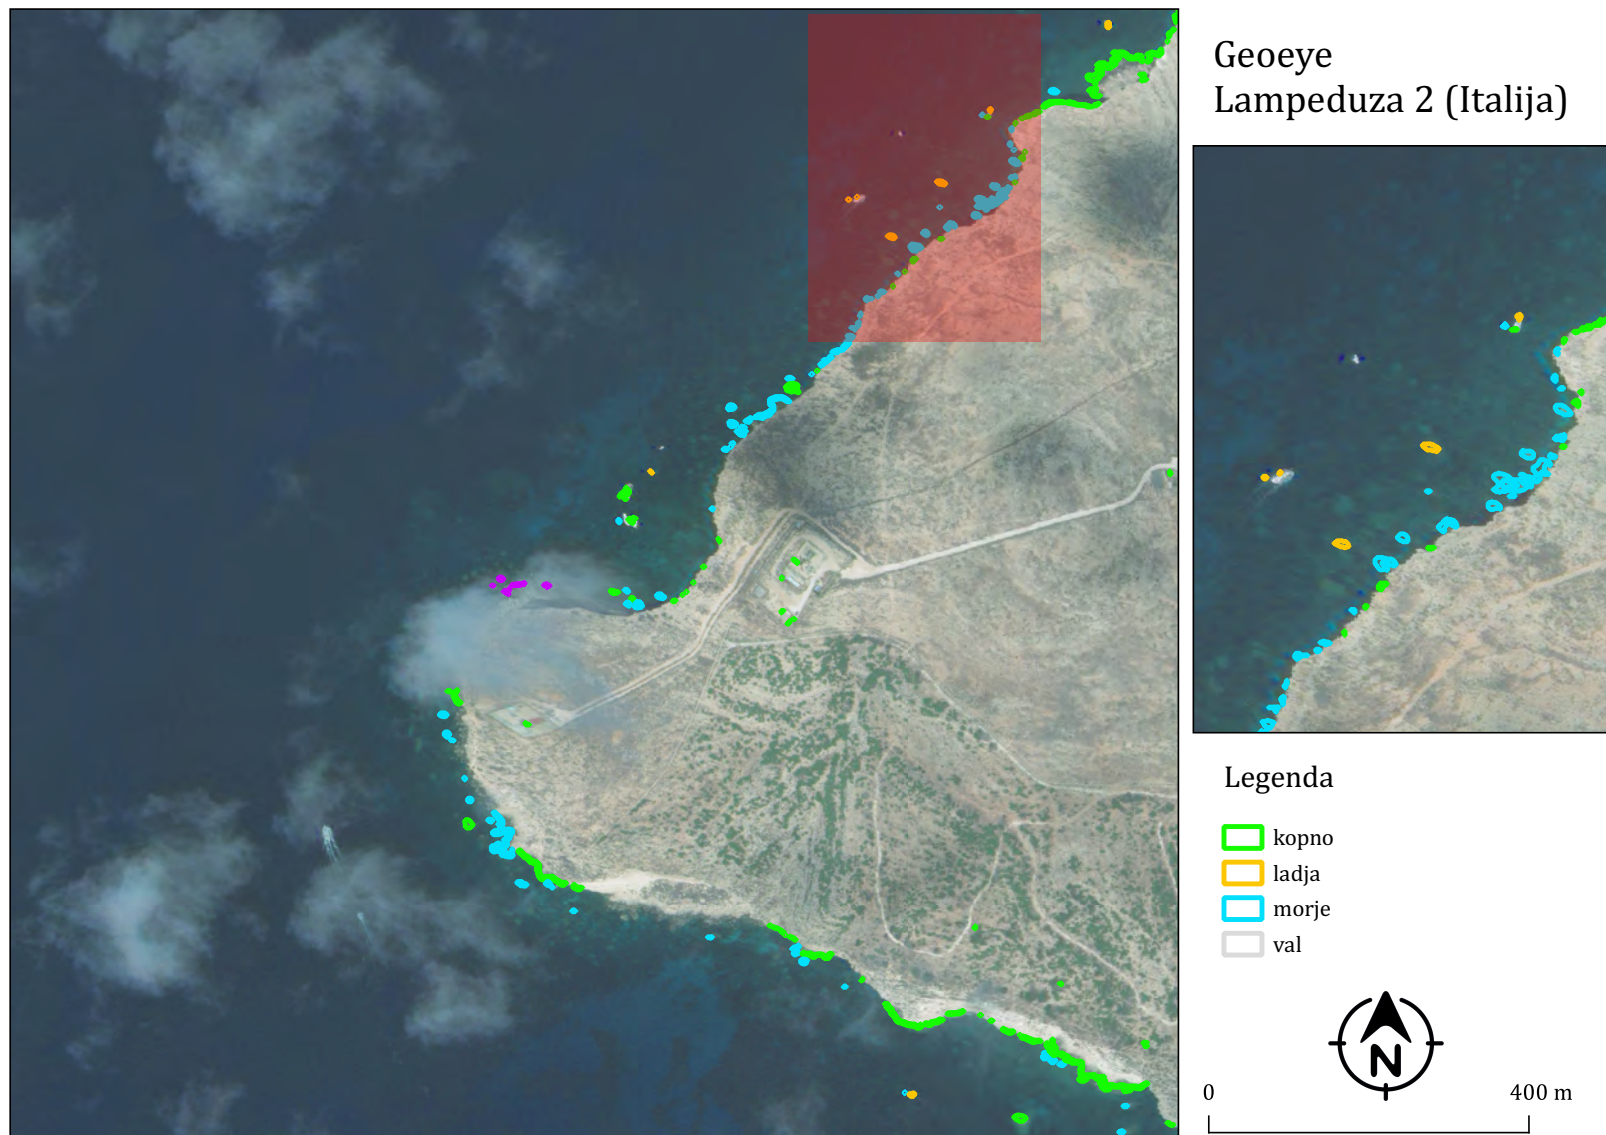 Geoeye
Lampeduza 2 (Italija)
Legenda
kopno
ladja
morje
val
N
0 400 m